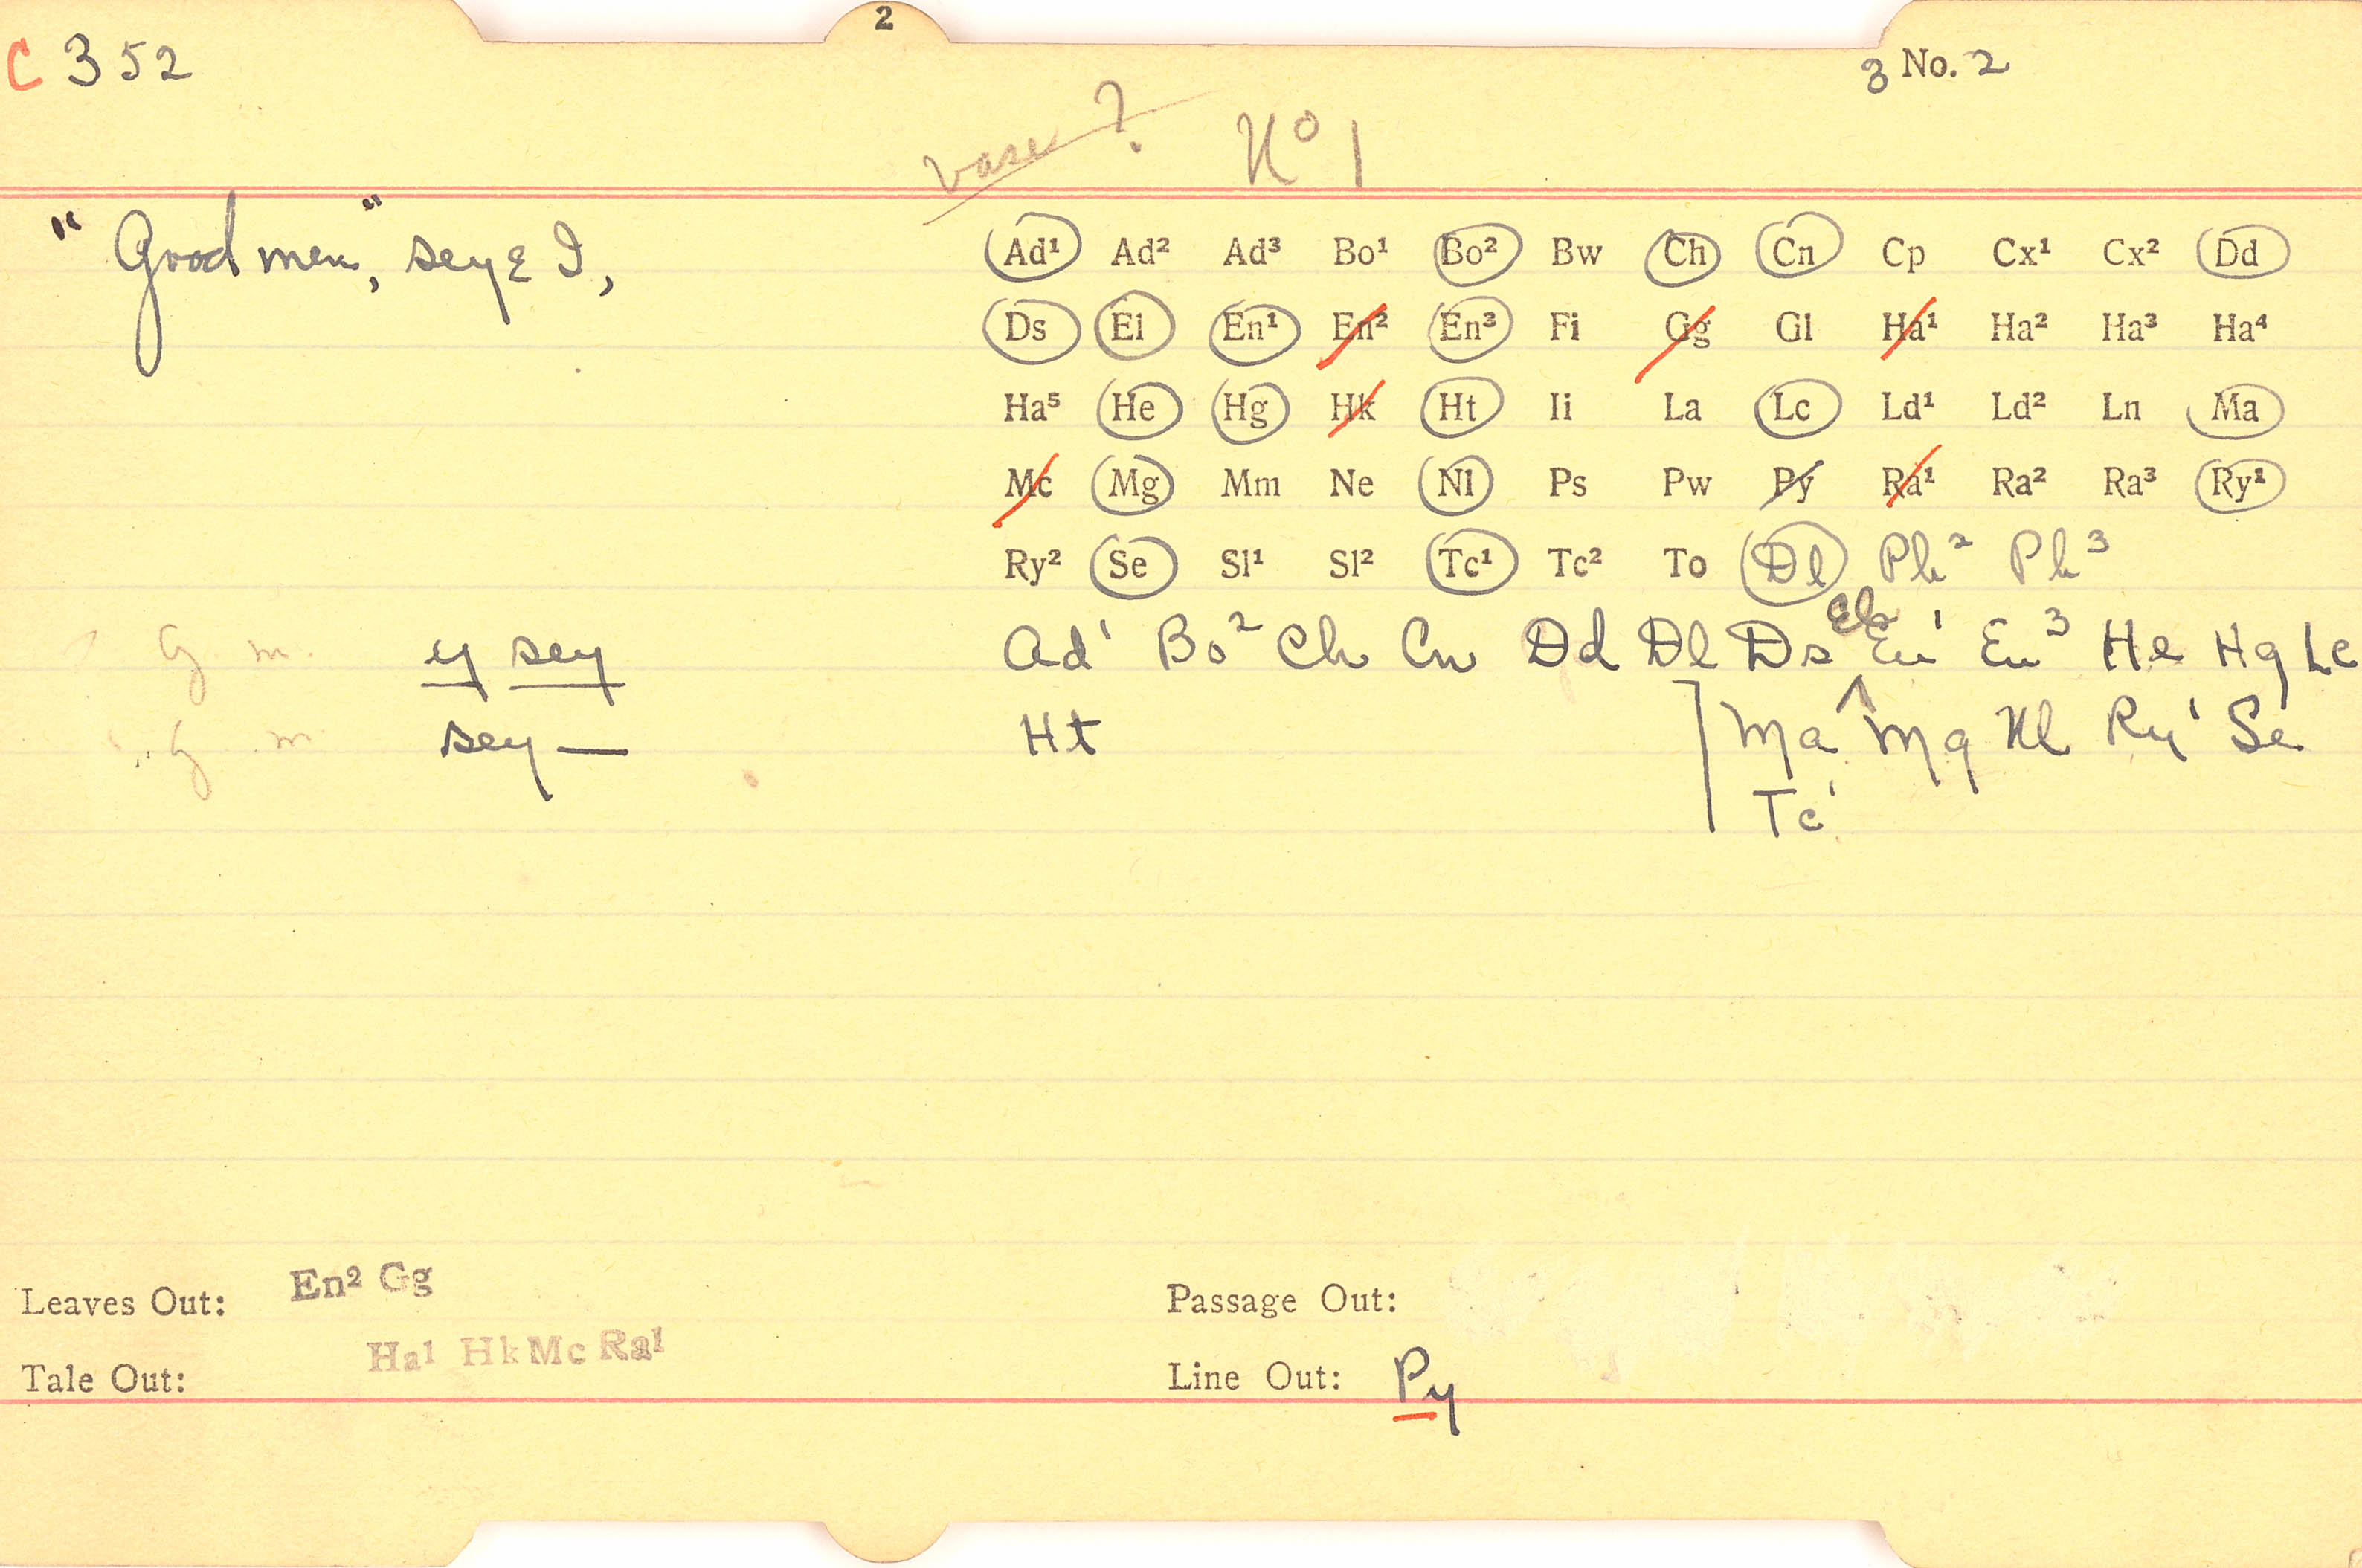 2
C 352
3 No. 2
vars ?
No 1
"Good men," seye I,
Ad¹ Ad² Ad³ Bo¹ Bo² Bw Ch Cn Cp Cx¹ Cx² Dd
Ds El En¹ En² En³ Fi Gg Gl Ha¹ Ha² Ha³ Ha⁴
Ha⁵ He Hg Hk Ht Ii La Lc Ld¹ Ld² Ln Ma
Mc Mg Mm Ne Nl Ps Pw Py Ra¹ Ra² Ra³ Ry¹
Ry² Se Sl¹ Sl² Tc¹ Tc² To Dl Ph² Ph³
El
G m y sey Ad¹ Bo² Ch Cn Dd Dl Ds En¹ En³ He Hg Lc
G m sey — Ht ] Ma Mg Nl Ry¹ Se
Tc¹
Leaves Out: En² Gg
Passage Out:
Ha¹ Hk Mc Ra¹
Tale Out:
Line Out: Py